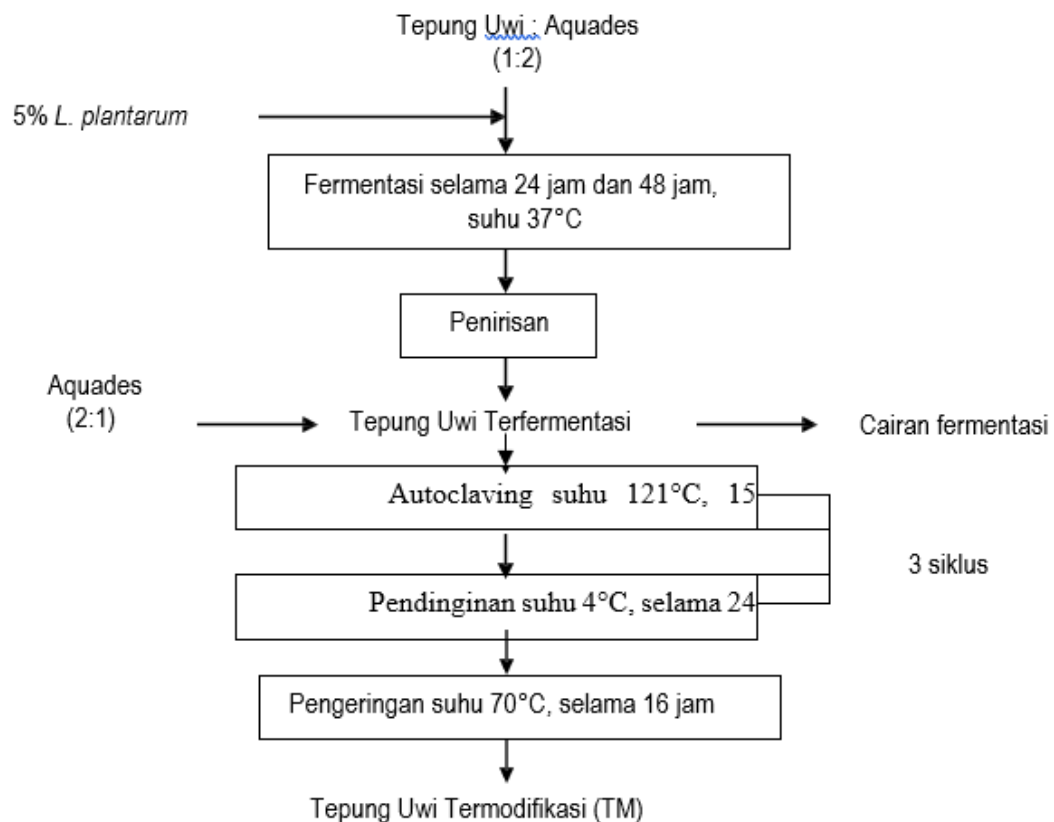 Tepung Uwi : Aquades
(1:2)
5% L. plantarum
Fermentasi selama 24 jam dan 48 jam,
suhu 37°C
Penirisan
Aquades
(2:1)
Tepung Uwi Terfermentasi
Cairan fermentasi
Autoclaving suhu 121°C, 15
3 siklus
Pendinginan suhu 4°C, selama 24
Pengeringan suhu 70°C, selama 16 jam
Tepung Uwi Termodifikasi (TM)